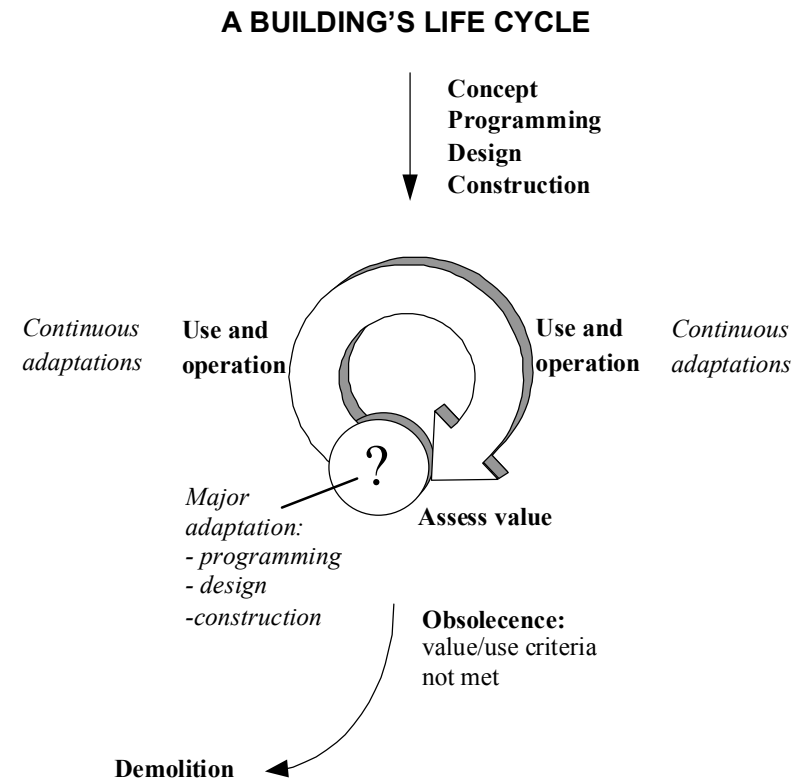 A BUILDING’S LIFE CYCLE
Concept
Programming
Design
Construction
Continuous
adaptations
Use and
operation
Use and
operation
Continuous
adaptations
?
Major
adaptation:
- programming
- design
-construction
Assess value
Obsolecence:
value/use criteria
not met
Demolition